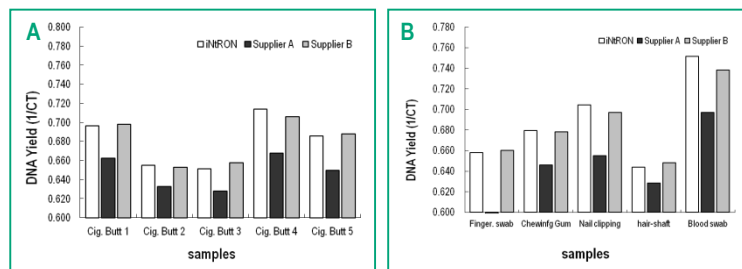 A
iNtRON Supplier A Supplier B
DNA Yield (1/CT)
0.800
0.780
0.760
0.740
0.720
0.700
0.680
0.660
0.640
0.620
0.600
Cig. Butt 1 Cig. Butt 2 Cig. Butt 3 Cig. Butt 4 Cig. Butt 5
samples
B
iNtRON Supplier A Supplier B
DNA Yield (1/CT)
0.780
0.760
0.740
0.720
0.700
0.680
0.660
0.640
0.620
0.600
Finger. swab Chewinfg Gum Nail clipping hair-shaft Blood swab
samples